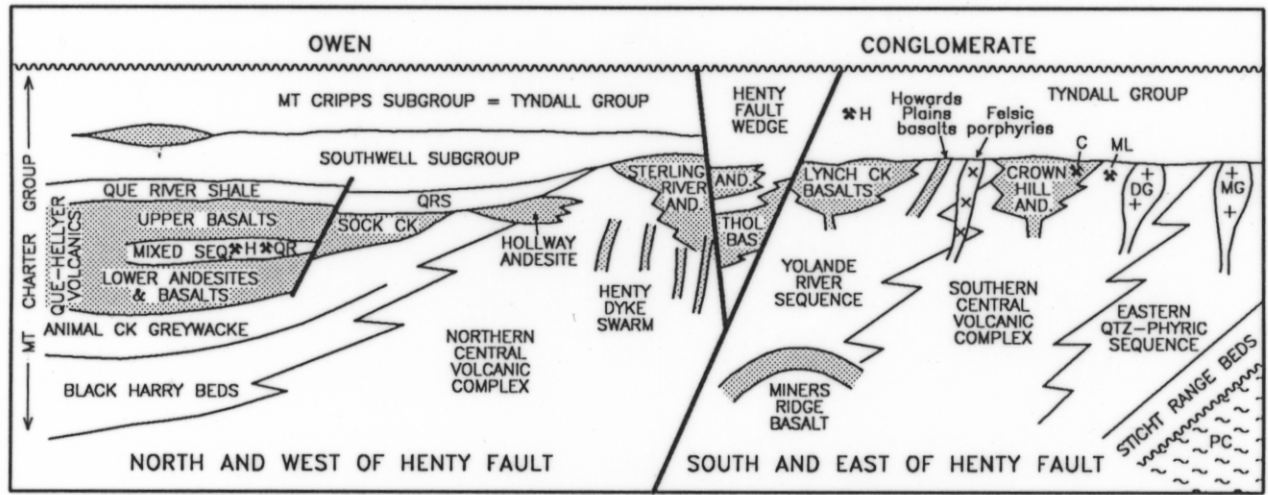 OWEN
CONGLOMERATE
MT CRIPPS SUBGROUP = TYNDALL GROUP
HENTY
FAULT
WEDGE
H
Howards
Plains
basalts
Felsic
porphyries
TYNDALL GROUP
C
ML
MT CHARTER GROUP
QUE-HELLYER
VOLCANICS
SOUTHWELL SUBGROUP
QUE RIVER SHALE
QRS
UPPER BASALTS
SOCK CK
MIXED SEQ.
H
QR
LOWER ANDESITES
& BASALTS
HOLLWAY
ANDESITE
STERLING
RIVER
AND.
AND.
THOL
BAS
LYNCH CK
BASALTS
CROWN
HILL
AND.
DG
MG
ANIMAL CK GREYWACKE
BLACK HARRY BEDS
HENTY
DYKE
SWARM
NORTHERN
CENTRAL
VOLCANIC
COMPLEX
YOLANDE
RIVER
SEQUENCE
SOUTHERN
CENTRAL
VOLCANIC
COMPLEX
EASTERN
QTZ-PHYRIC
SEQUENCE
MINERS
RIDGE
BASALT
STICHT RANGE BEDS
PC
NORTH AND WEST OF HENTY FAULT
SOUTH AND EAST OF HENTY FAULT